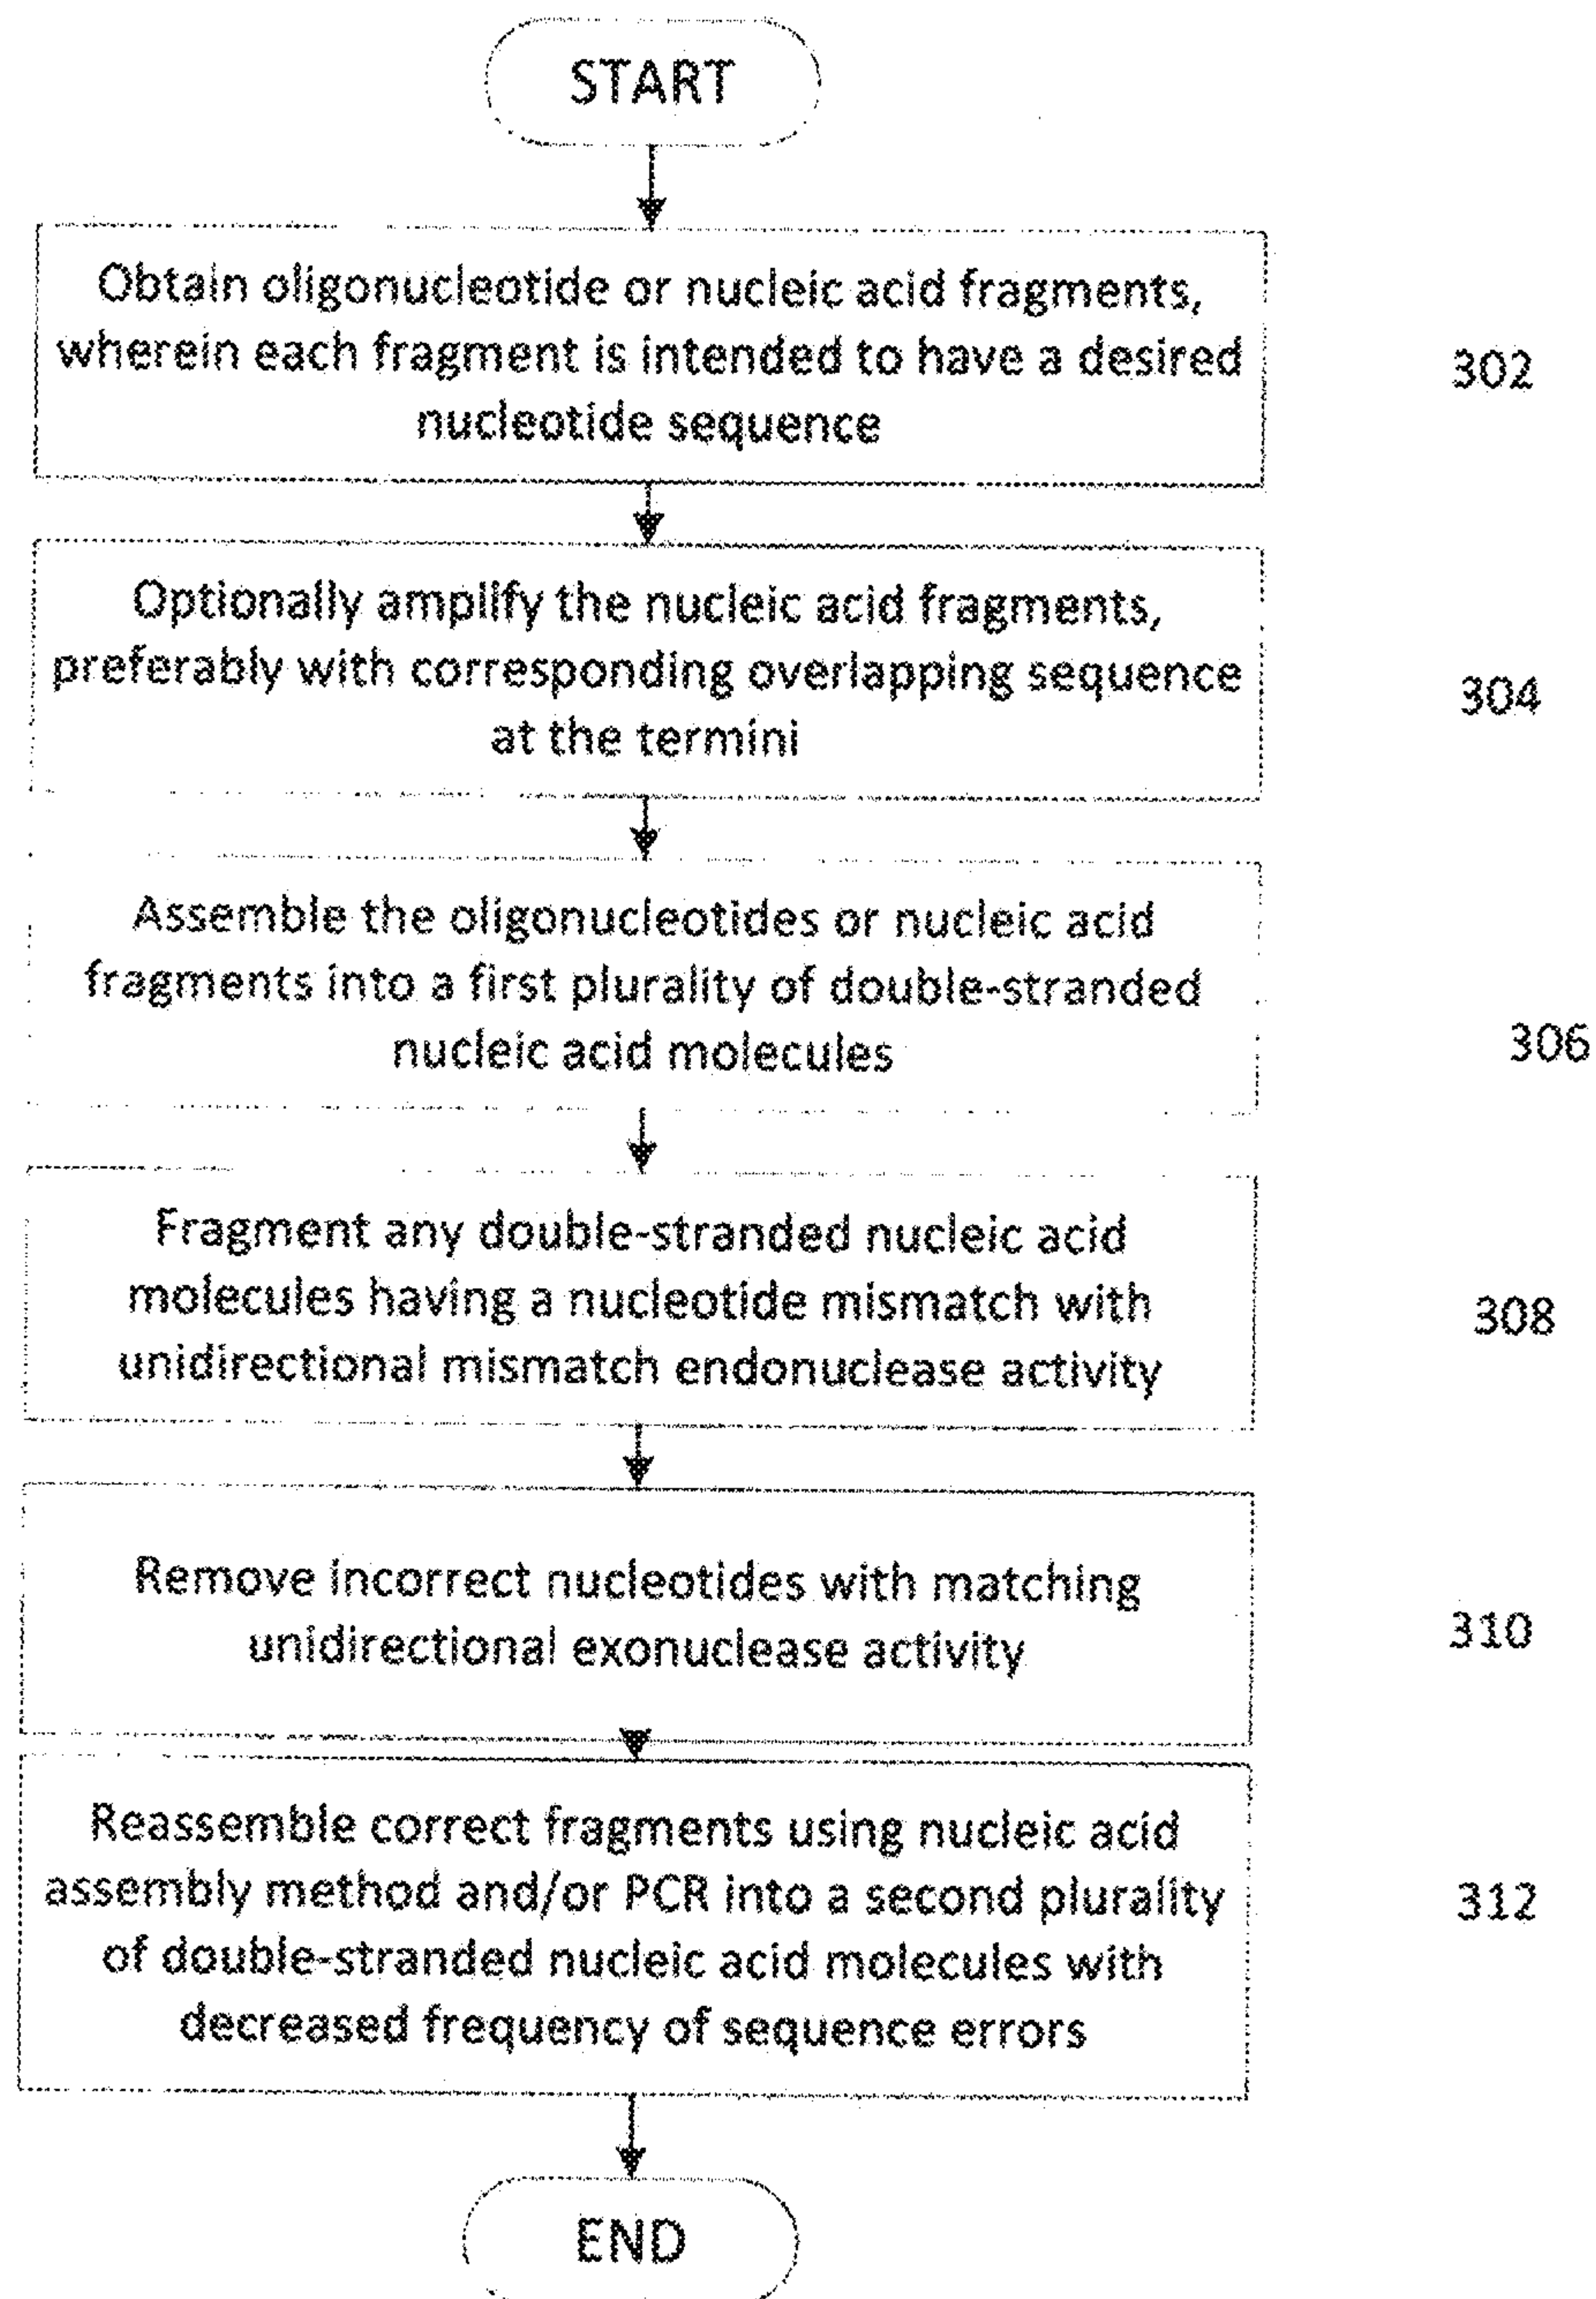 START
Obtain oligonucleotide or nucleic acid fragments,
wherein each fragment is intended to have a desired
nucleotide sequence
302
Optionally amplify the nucleic acid fragments,
preferably with corresponding overlapping sequence
at the termini
304
Assemble the oligonucleotides or nucleic acid
fragments into a first plurality of double-stranded
nucleic acid molecules
306
Fragment any double-stranded nucleic acid
molecules having a nucleotide mismatch with
unidirectional mismatch endonuclease activity
308
Remove incorrect nucleotides with matching
unidirectional exonuclease activity
310
Reassemble correct fragments using nucleic acid
assembly method and/or PCR into a second plurality
of double-stranded nucleic acid molecules with
decreased frequency of sequence errors
312
END